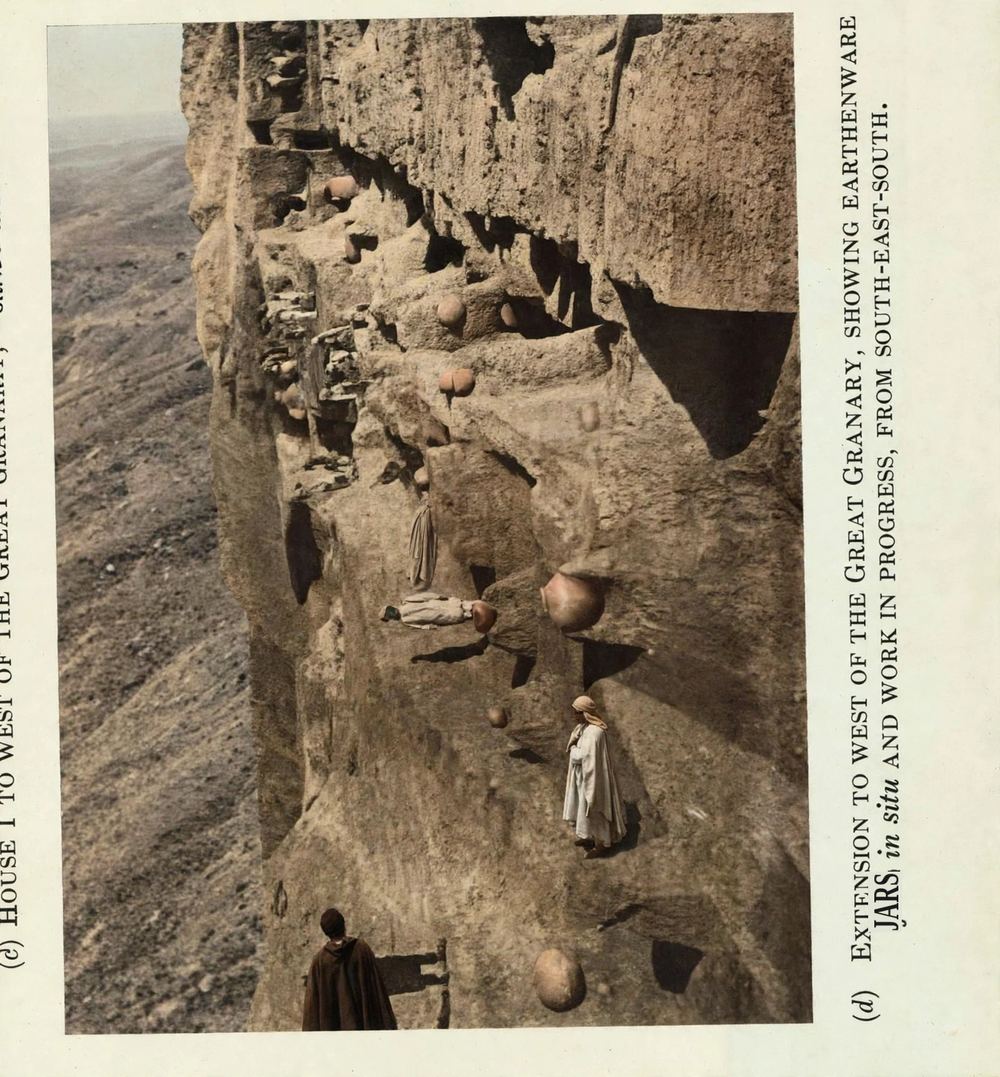 (c) HOUSE I TO WEST OF THE GREAT GRANARY,
(d) EXTENSION TO WEST OF THE GREAT GRANARY, SHOWING EARTHENWARE
JARS, in situ AND WORK IN PROGRESS, FROM SOUTH-EAST-SOUTH.